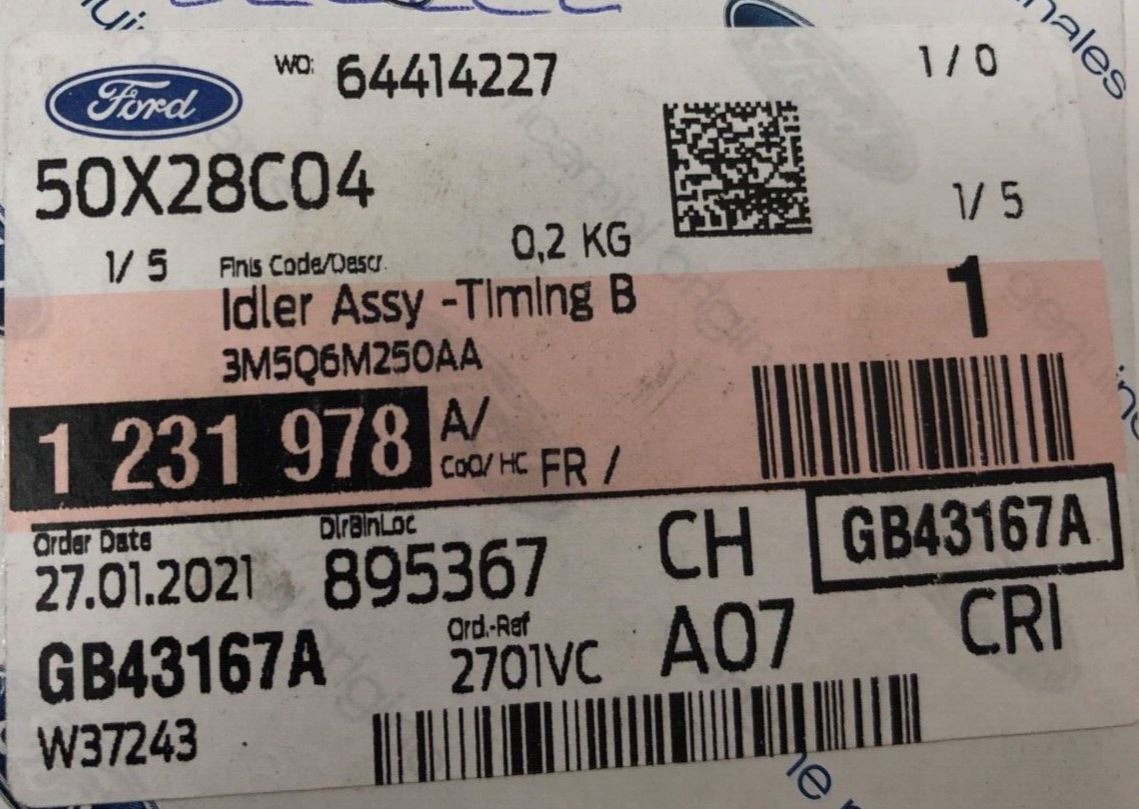 Ford
WO: 64414227
1 / 0
50X28C04
1/ 5
1/ 5
Finis Code/Descr.
0,2 KG
Idler Assy -Timing B
1
3M5Q6M250AA
1 231 978
A/
CoO/ HC FR /
Order Date
DlrBinLoc
27.01.2021
895367
CH
GB43167A
GB43167A
Ord.-Ref
2701VC
A07
CRI
W37243